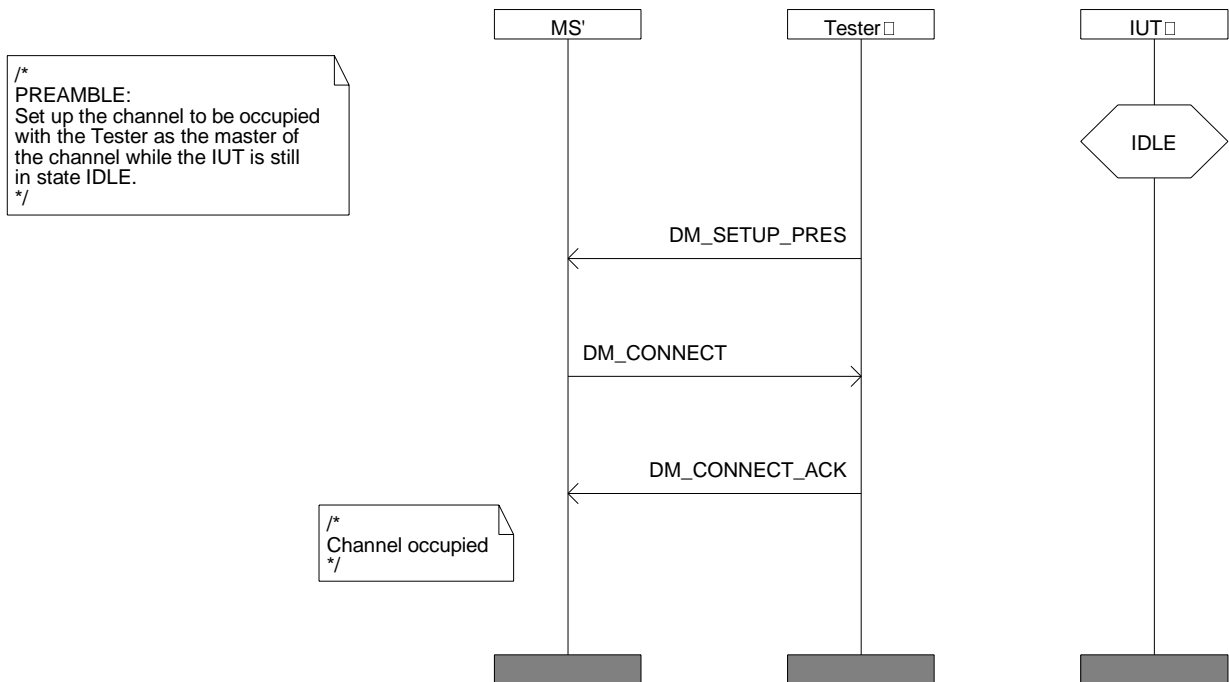 MS'
Tester
IUT
/*
PREAMBLE:
Set up the channel to be occupied
with the Tester as the master of
the channel while the IUT is still
in state IDLE.
*/
IDLE
DM_SETUP_PRES
DM_CONNECT
DM_CONNECT_ACK
/*
Channel occupied
*/